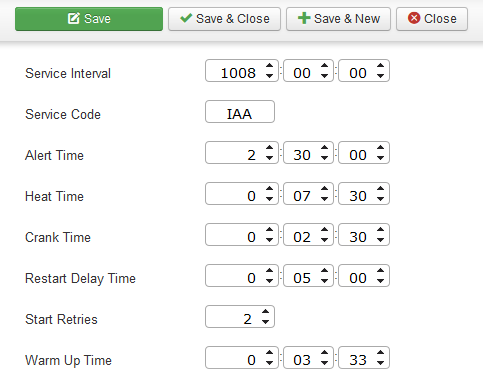 Save Save & Close Save & New Close
Service Interval 1008 : 00 : 00
Service Code IAA
Alert Time 2 : 30 : 00
Heat Time 0 : 07 : 30
Crank Time 0 : 02 : 30
Restart Delay Time 0 : 05 : 00
Start Retries 2
Warm Up Time 0 : 03 : 33